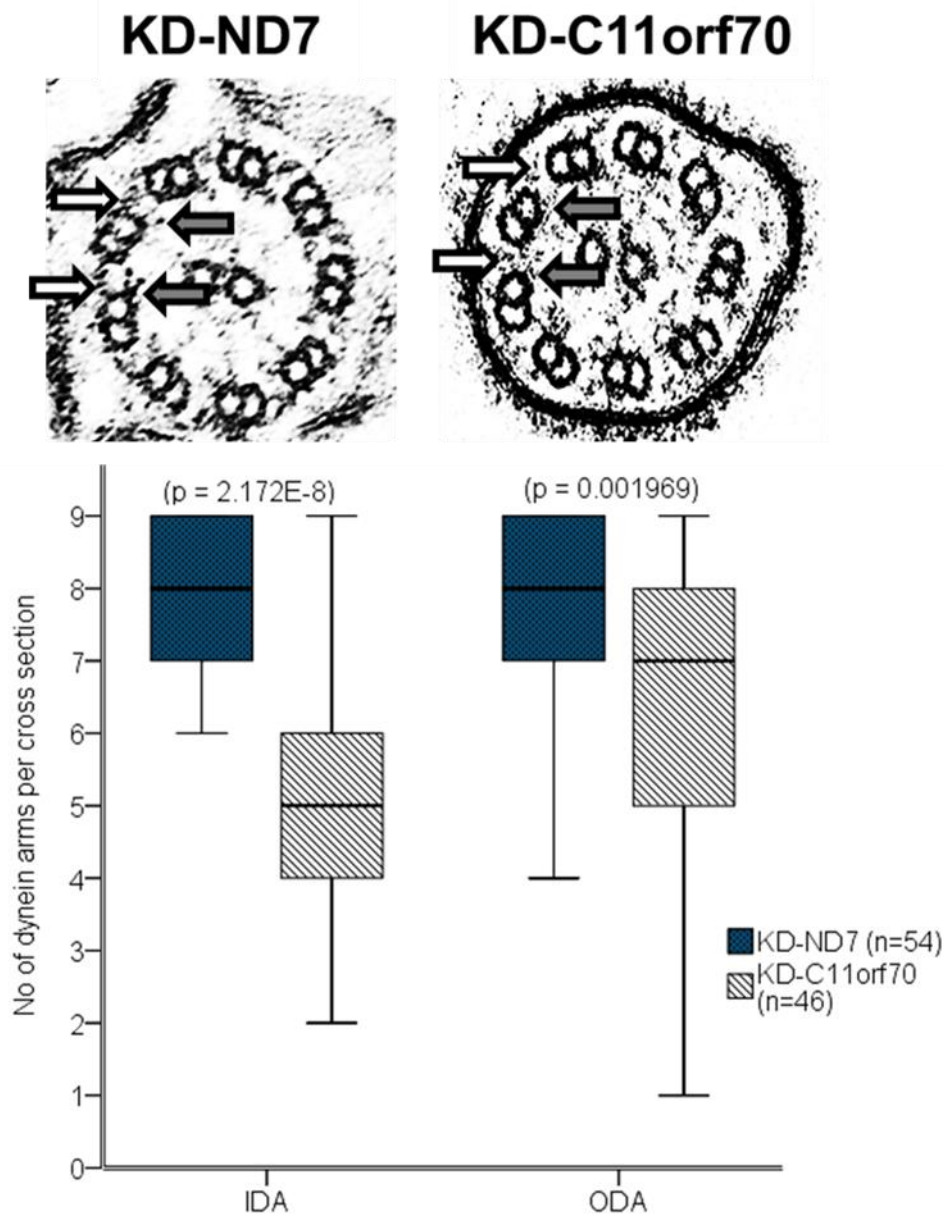 KD-ND7 KD-C11orf70
(p = 2.172E-8) (p = 0.001969)
No of dynein arms per cross section
9
8
7
6
5
4
3
2
1
0
KD-ND7 (n=54)
KD-C11orf70
(n=46)
IDA ODA